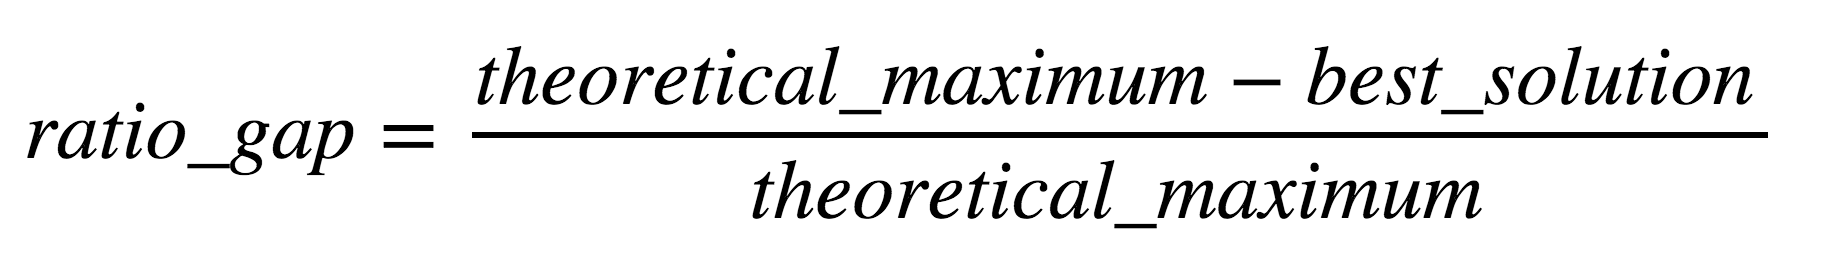 ratio_gap = theoretical_maximum − best_solution
theoretical_maximum